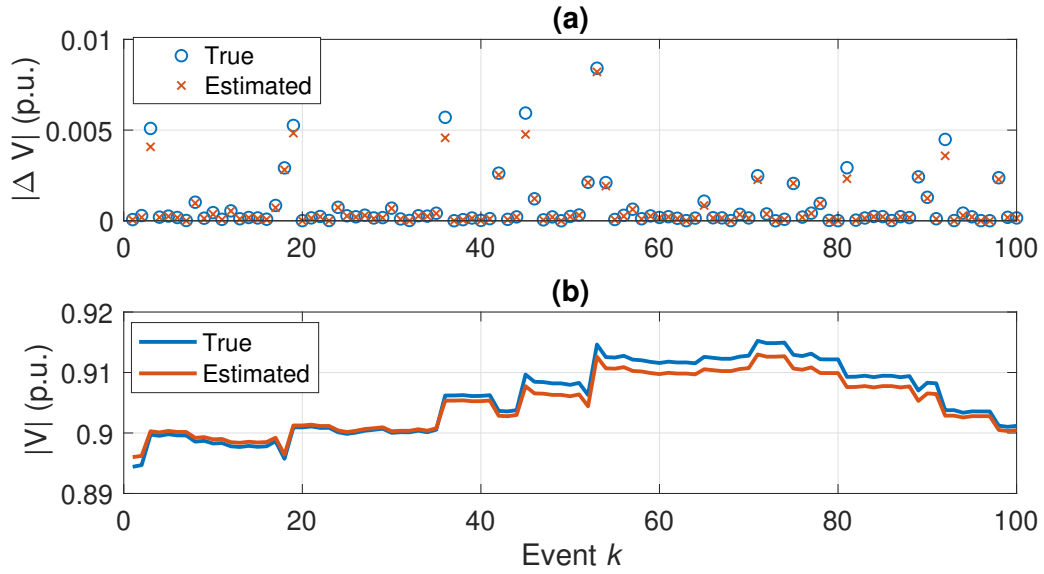 (a)
|Δ V| (p.u.)
0.01
0.005
0
True
Estimated
0 20 40 60 80 100
(b)
|V| (p.u.)
0.92
0.91
0.9
0.89
True
Estimated
0 20 40 60 80 100
Event k